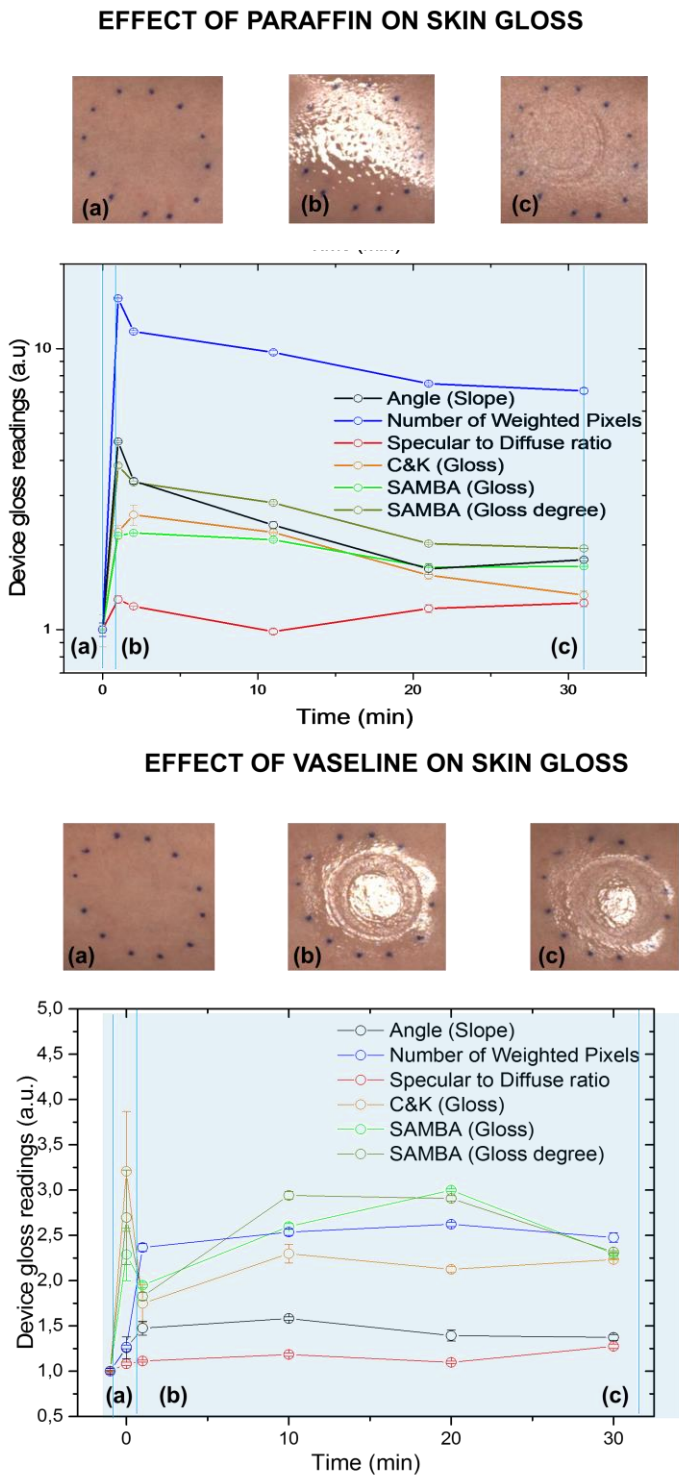 EFFECT OF PARAFFIN ON SKIN GLOSS
(a)
(b)
(c)
Device gloss readings (a.u)
10
1
Angle (Slope)
Number of Weighted Pixels
Specular to Diffuse ratio
C&K (Gloss)
SAMBA (Gloss)
SAMBA (Gloss degree)
(a)
(b)
(c)
0
10
20
30
Time (min)
EFFECT OF VASELINE ON SKIN GLOSS
(a)
(b)
(c)
Device gloss readings (a.u.)
5,0
4,5
4,0
3,5
3,0
2,5
2,0
1,5
1,0
0,5
Angle (Slope)
Number of Weighted Pixels
Specular to Diffuse ratio
C&K (Gloss)
SAMBA (Gloss)
SAMBA (Gloss degree)
(a)
(b)
(c)
0
10
20
30
Time (min)